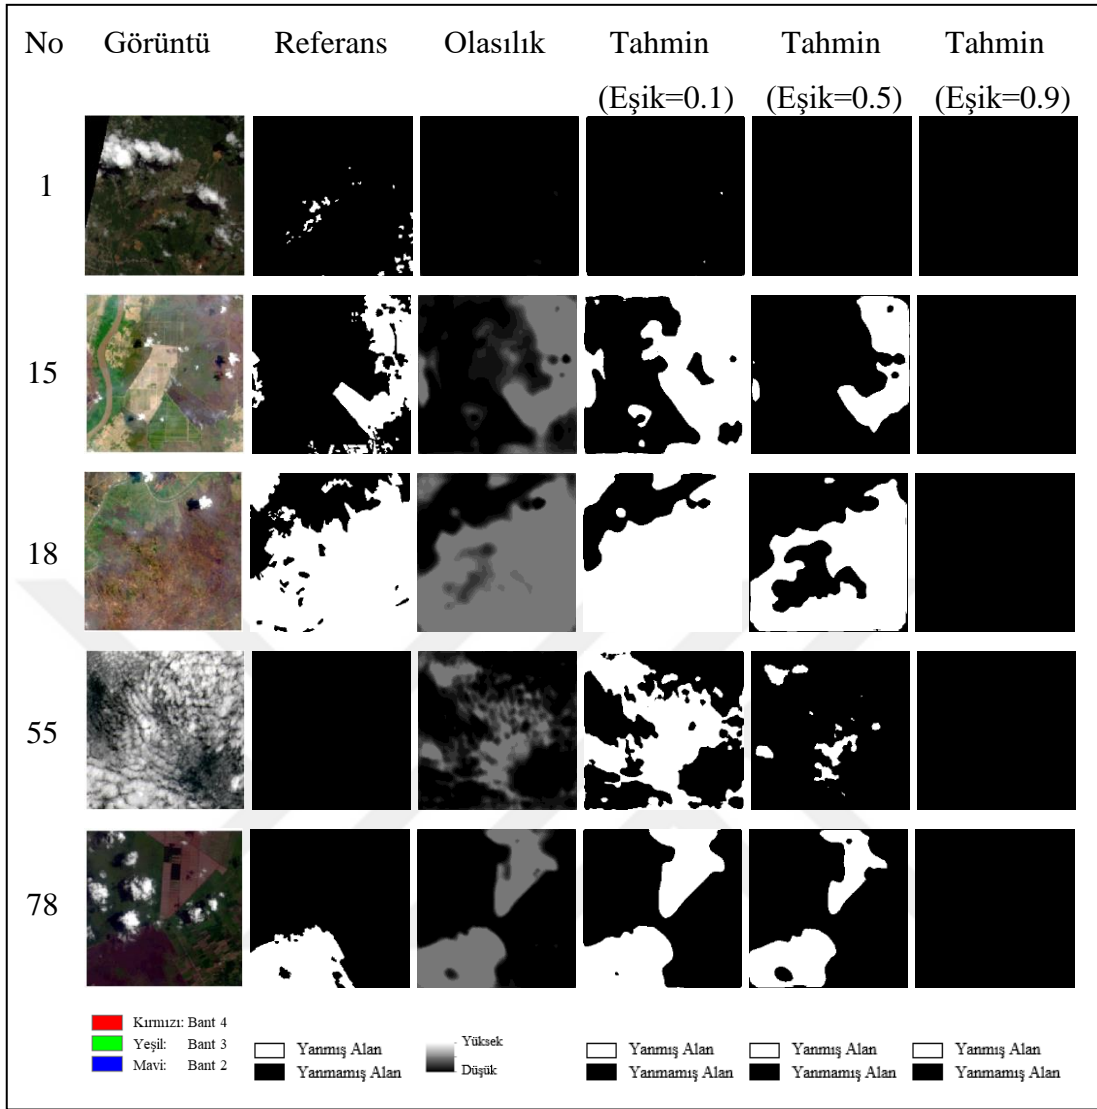 No Görüntü Referans Olasılık Tahmin Tahmin Tahmin
(Eşik=0.1) (Eşik=0.5) (Eşik=0.9)
1
15
18
55
78
Kırmızı: Bant 4
Yeşil: Bant 3
Mavi: Bant 2
Yanmış Alan
Yanmamış Alan
Yüksek
Düşük
Yanmış Alan
Yanmamış Alan
Yanmış Alan
Yanmamış Alan
Yanmış Alan
Yanmamış Alan